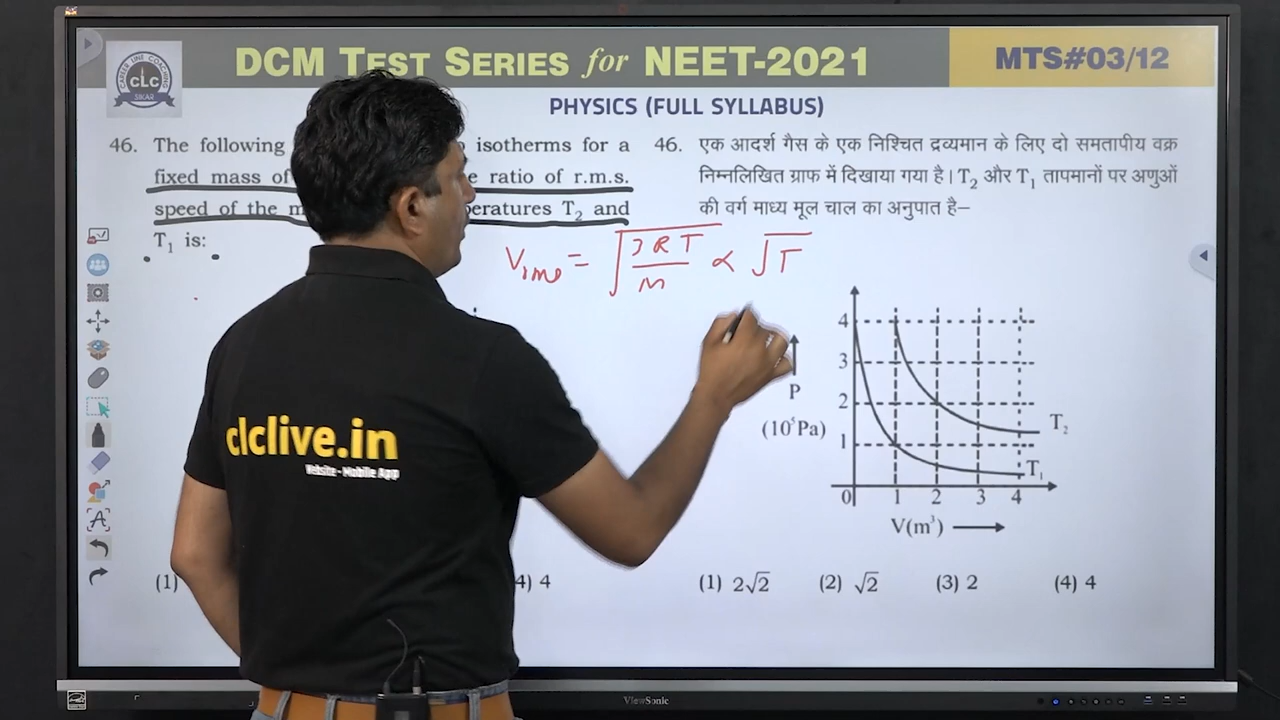 DCM TEST SERIES for NEET-2021
MTS#03/12
CAREER LINE COACHING
CLC
SIKAR
PHYSICS (FULL SYLLABUS)
46. The following isotherms for a
fixed mass of e ratio of r.m.s.
speed of the m eratures T₂ and
T₁ is:
46. एक आदर्श गैस के एक निश्चित द्रव्यमान के लिए दो समतापीय वक्र
निम्नलिखित ग्राफ में दिखाया गया है। T₂ और T₁ तापमानों पर अणुओं
की वर्ग माध्य मूल चाल का अनुपात है–
Vrms = √3RT/M ∝ √T
4
3
2
1
P
(10⁵Pa)
T₂
T₁
0 1 2 3 4
V(m³)
(1)
4) 4
(1) 2√2 (2) √2 (3) 2 (4) 4
clclive.in
Website - Mobile App
ViewSonic